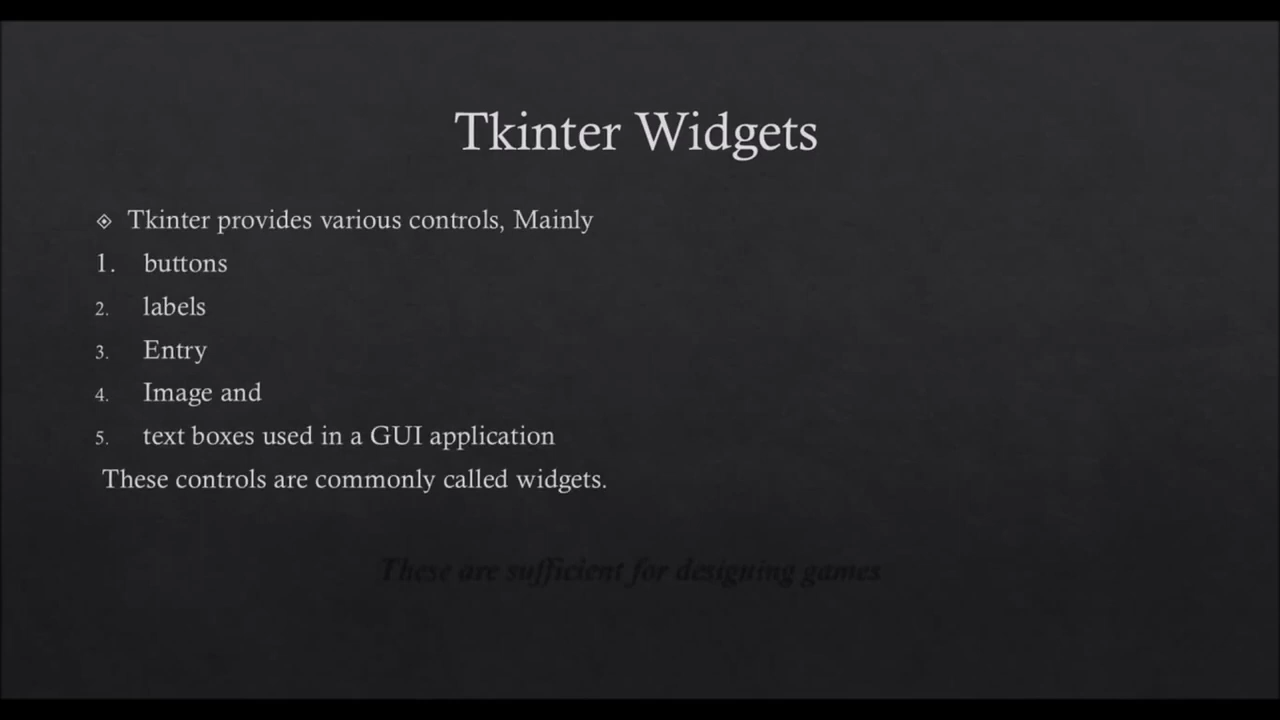 Tkinter Widgets
Tkinter provides various controls, Mainly
1. buttons
2. labels
3. Entry
4. Image and
5. text boxes used in a GUI application
These controls are commonly called widgets.
These are sufficient for designing games